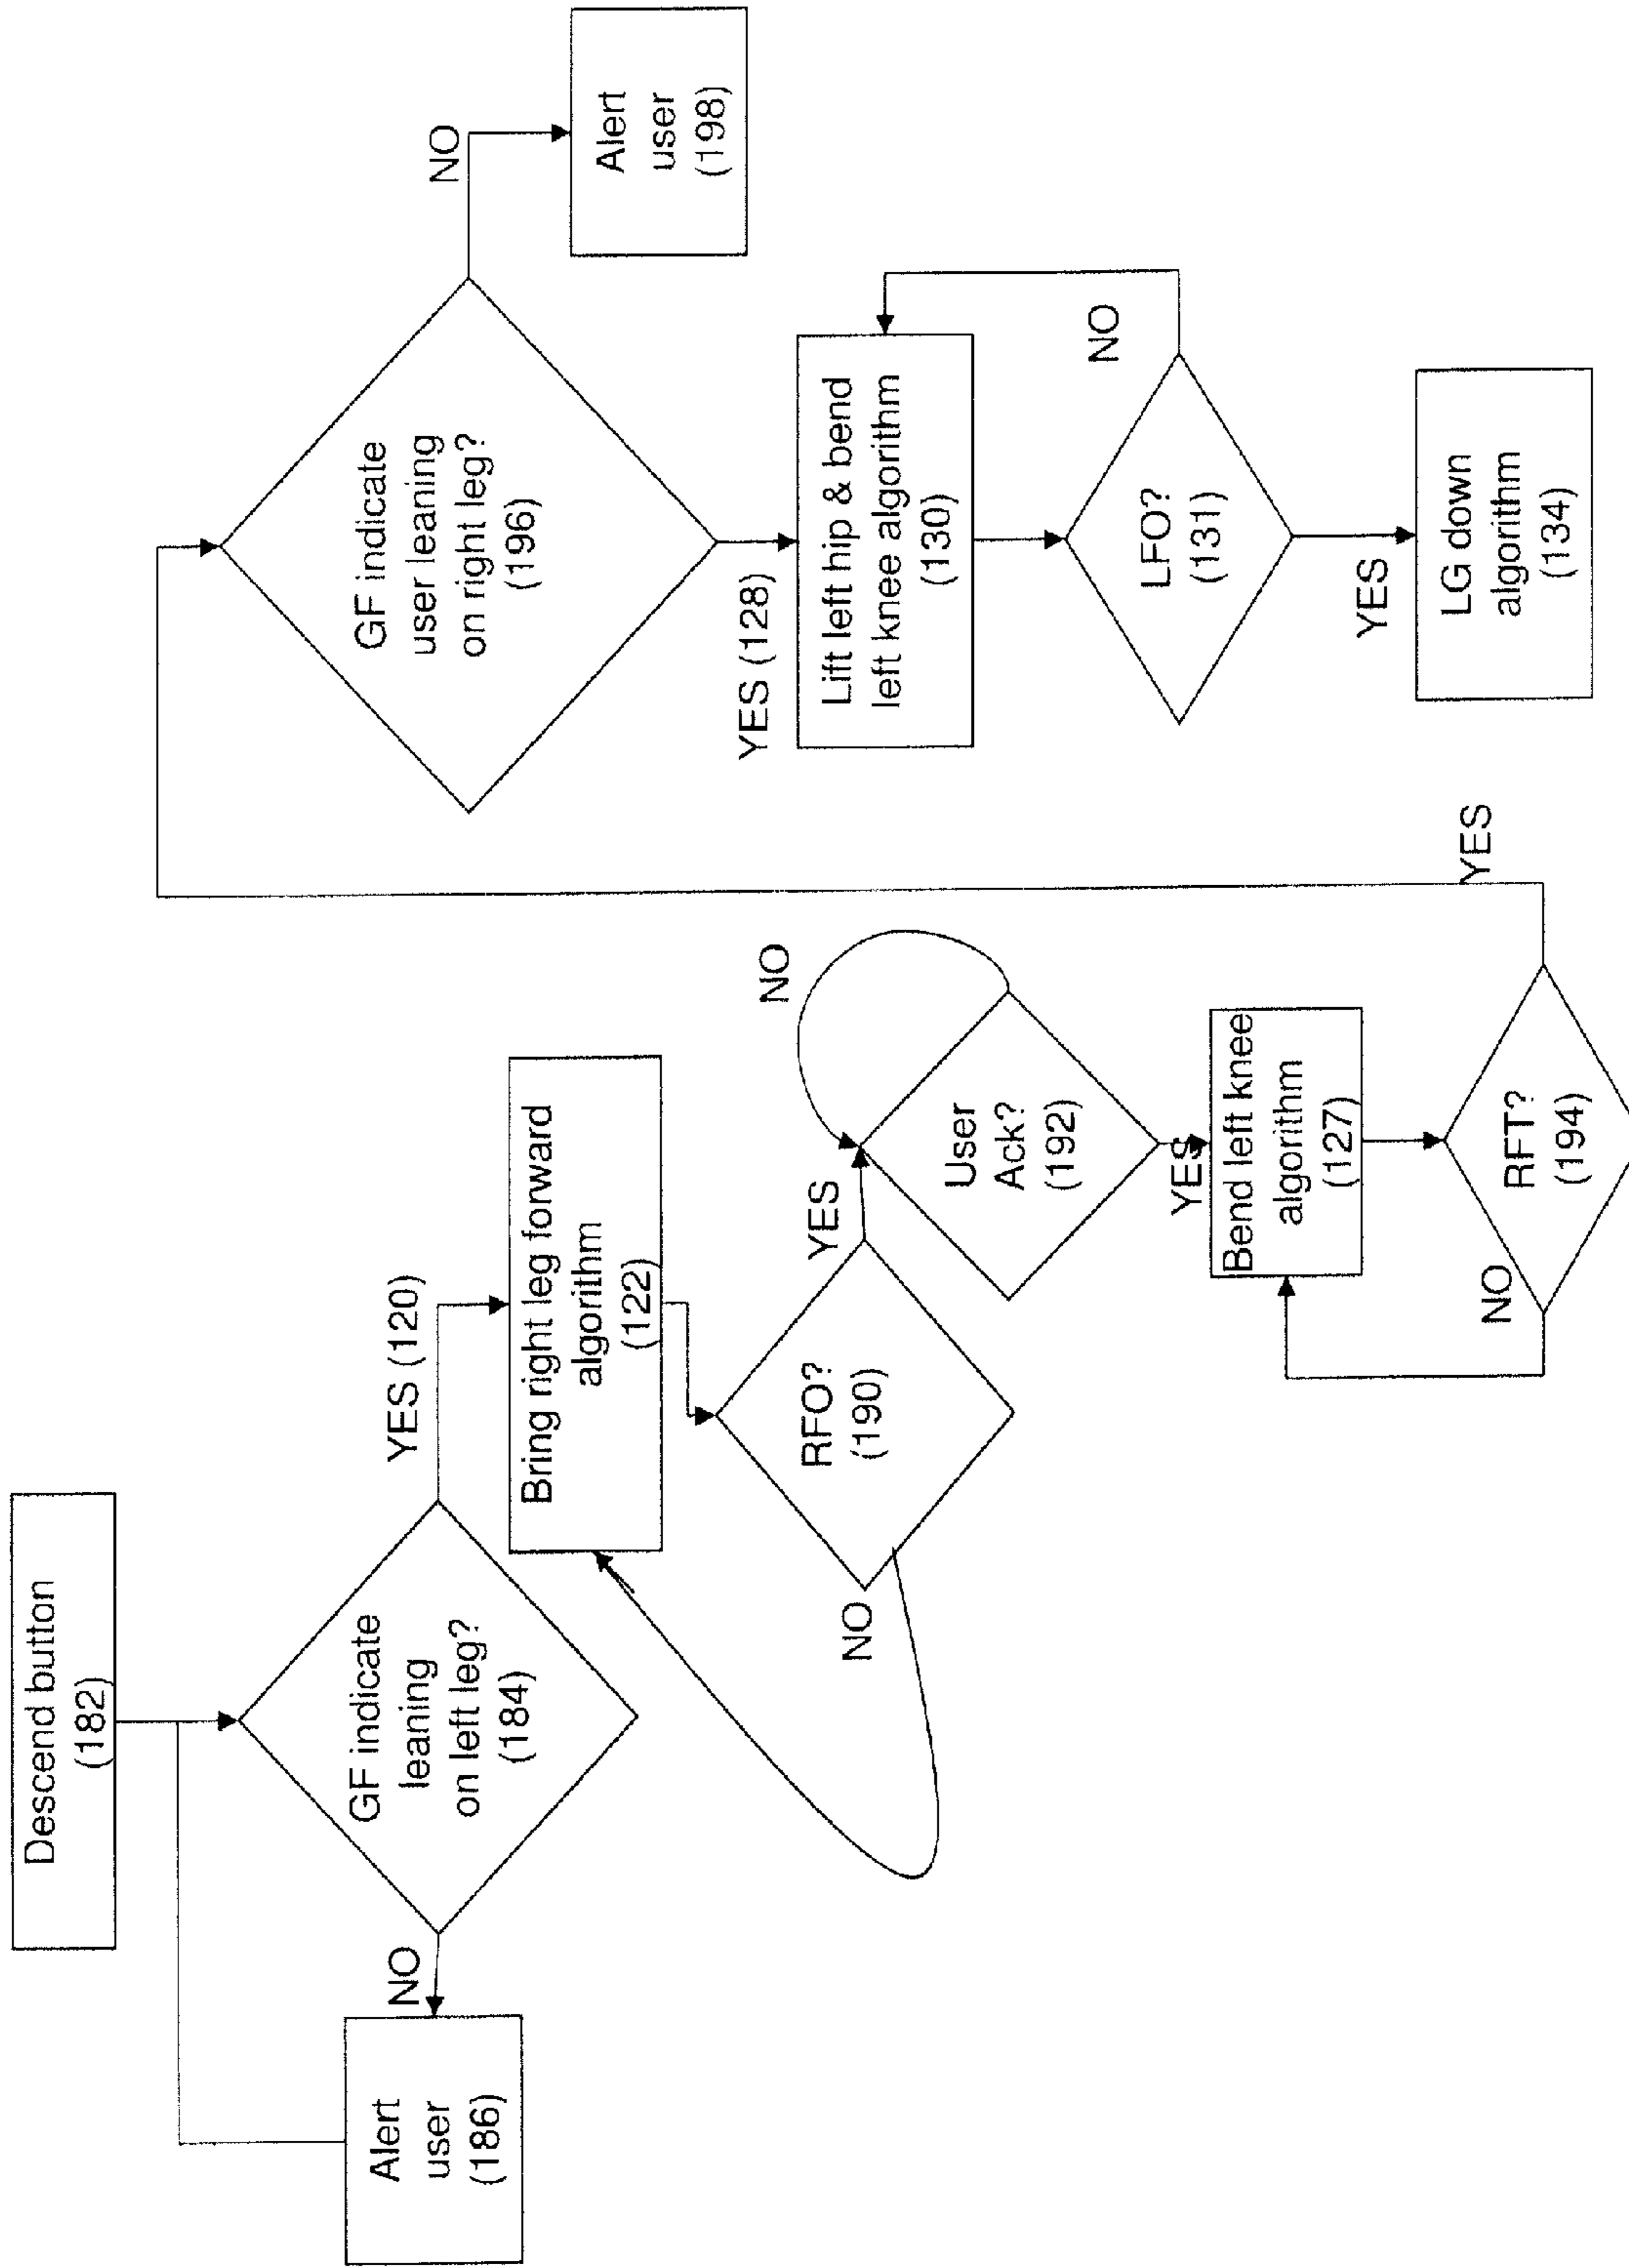 Descend button
(182)
GF indicate
leaning
on left leg?
(184)
NO
Alert
user
(186)
YES (120)
Bring right leg forward
algorithm
(122)
RFO?
(190)
NO
YES
User
Ack?
(192)
NO
YES
Bend left knee
algorithm
(127)
RFT?
(194)
NO
YES
GF indicate
user leaning
on right leg?
(196)
NO
Alert
user
(198)
YES (128)
Lift left hip & bend
left knee algorithm
(130)
LFO?
(131)
NO
YES
LG down
algorithm
(134)